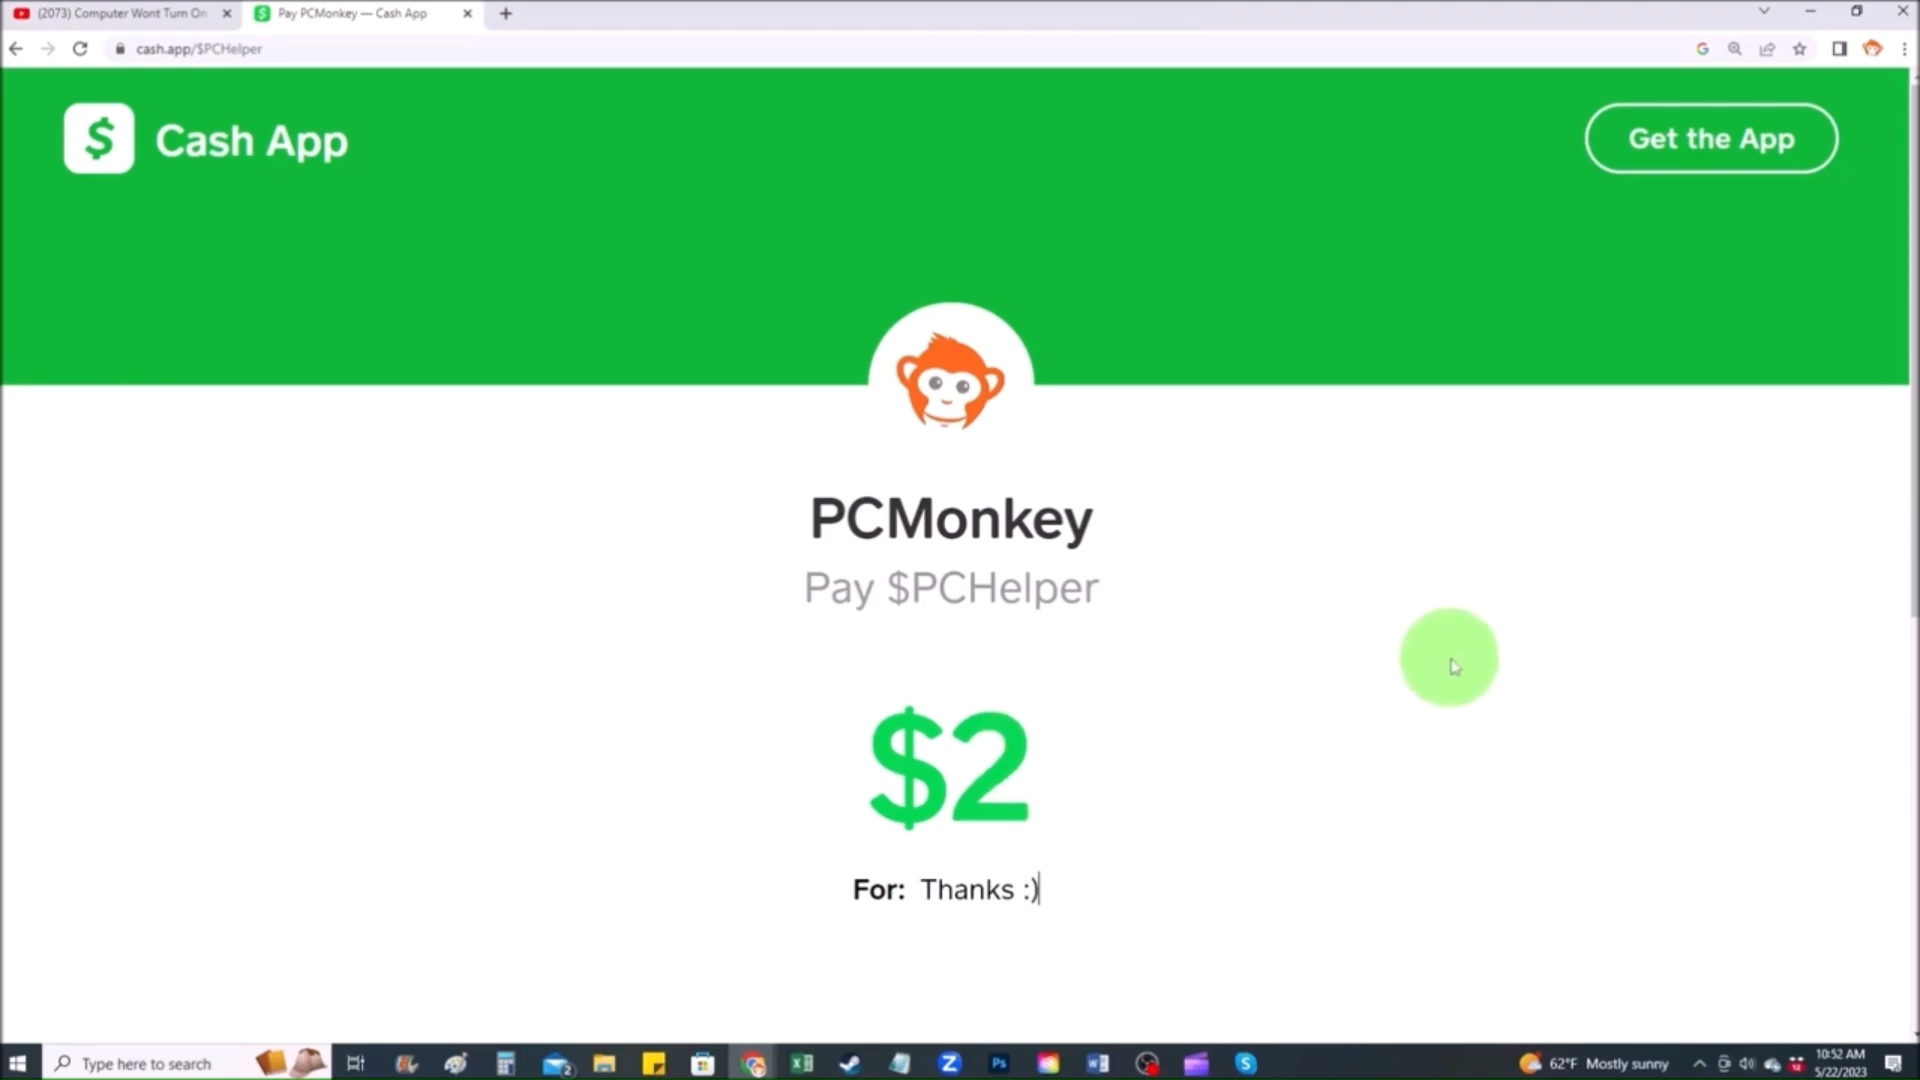 (2073) Computer Wont Turn On
Pay PCMonkey — Cash App
cash.app/$PCHelper
$ Cash App
Get the App
PCMonkey
Pay $PCHelper
$2
For: Thanks :)
Type here to search
62°F Mostly sunny
10:52 AM
5/22/2023